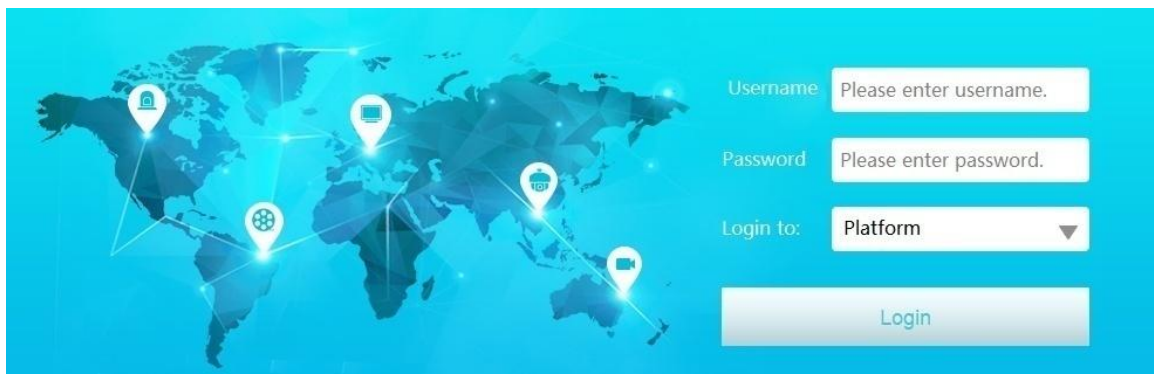 Username
Please enter username.
Password
Please enter password.
Login to:
Platform
Login